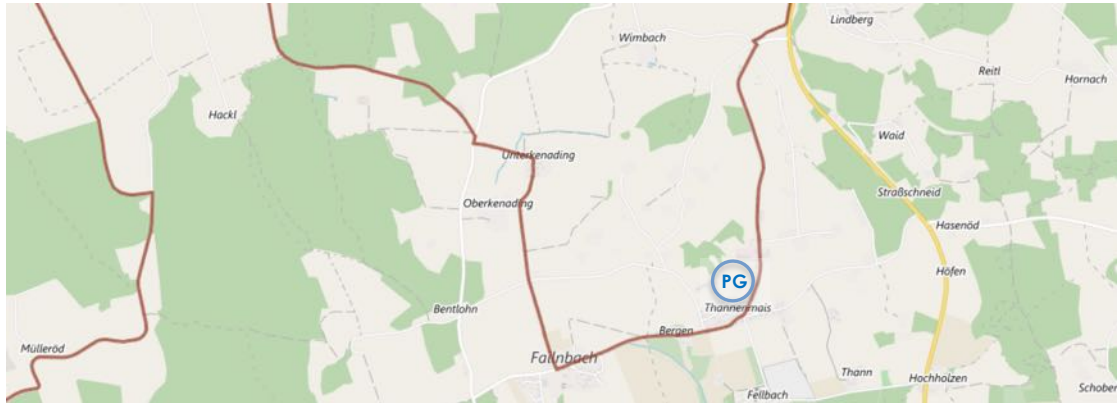 Lindberg
Wimbach
Reitl
Hornach
Hackl
Waid
Unterkenading
Straßschneid
Oberkenading
Hasenöd
Höfen
PG
Bentlohn
Thannenmais
Bergen
Mülleröd
Fallnbach
Thann
Hochholzen
Schober
Fellbach